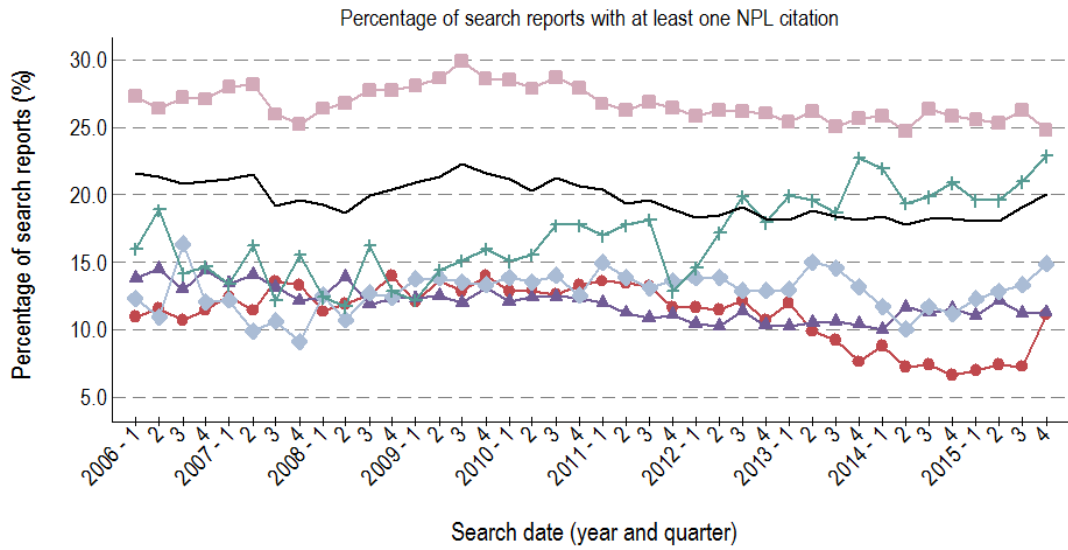 Percentage of search reports with at least one NPL citation
Percentage of search reports (%)
30.0
25.0
20.0
15.0
10.0
5.0
2006 - 1
2
3
4
2007 - 1
2
3
4
2008 - 1
2
3
4
2009 - 1
2
3
4
2010 - 1
2
3
4
2011 - 1
2
3
4
2012 - 1
2
3
4
2013 - 1
2
3
4
2014 - 1
2
3
4
2015 - 1
2
3
4
Search date (year and quarter)